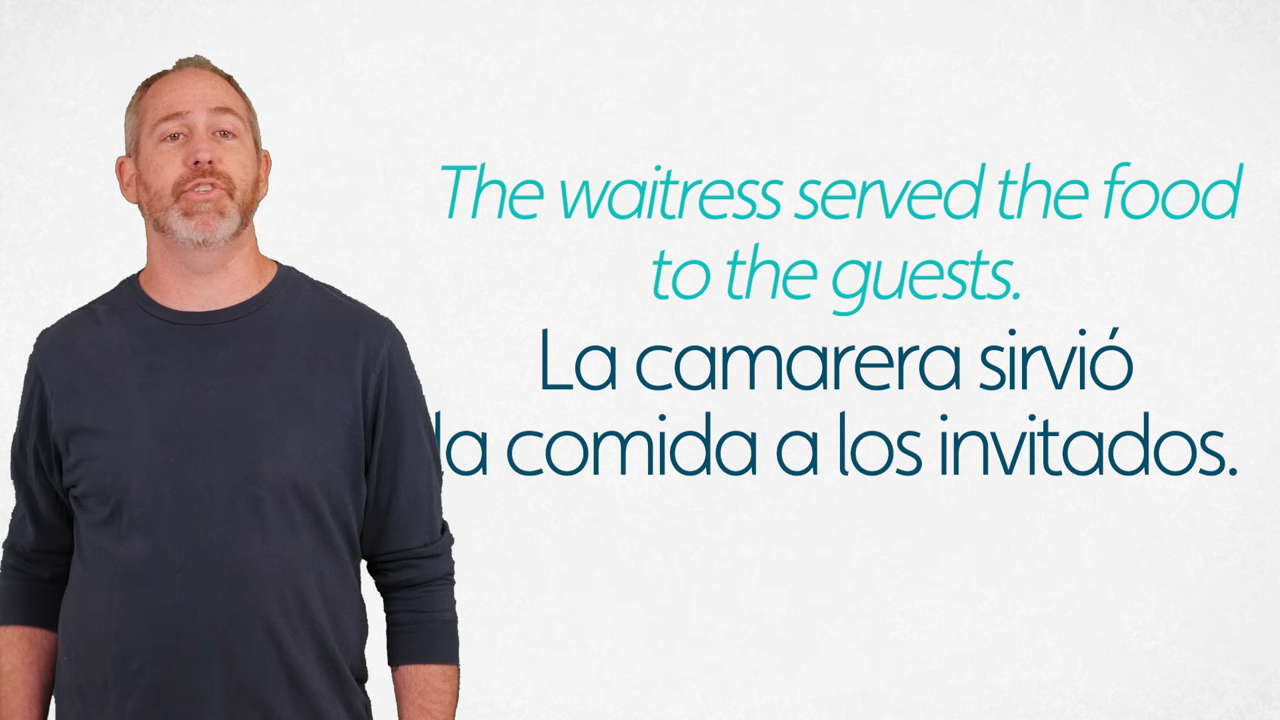 The waitress served the food
to the guests.
La camarera sirvió
la comida a los invitados.